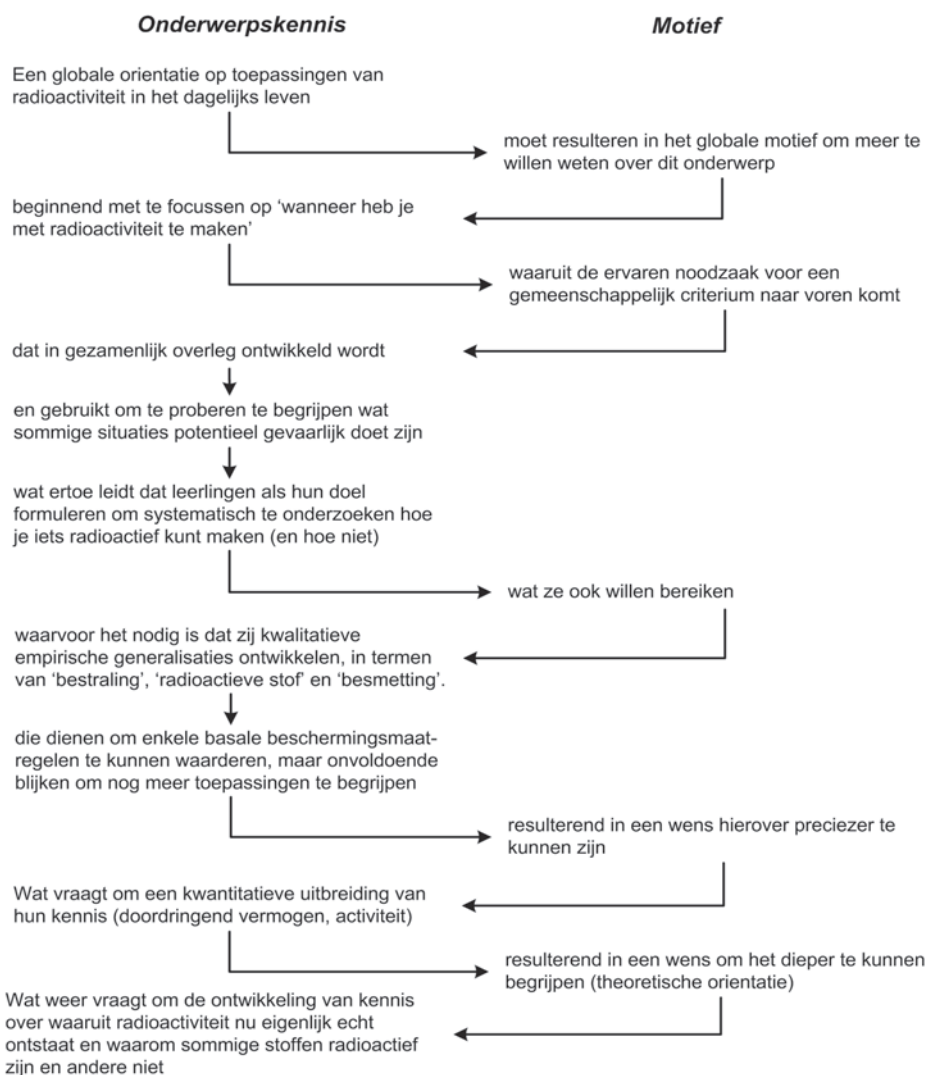 Onderwerpskennis
Motief
Een globale orientatie op toepassingen van
radioactiviteit in het dagelijks leven
moet resulteren in het globale motief om meer te
willen weten over dit onderwerp
beginnend met te focussen op ‘wanneer heb je
met radioactiviteit te maken’
waaruit de ervaren noodzaak voor een
gemeenschappelijk criterium naar voren komt
dat in gezamenlijk overleg ontwikkeld wordt
en gebruikt om te proberen te begrijpen wat
sommige situaties potentieel gevaarlijk doet zijn
wat ertoe leidt dat leerlingen als hun doel
formuleren om systematisch te onderzoeken hoe
je iets radioactief kunt maken (en hoe niet)
wat ze ook willen bereiken
waarvoor het nodig is dat zij kwalitatieve
empirische generalisaties ontwikkelen, in termen
van ‘bestraling’, ‘radioactieve stof’ en ‘besmetting’.
die dienen om enkele basale beschermingsmaat-
regelen te kunnen waarderen, maar onvoldoende
blijken om nog meer toepassingen te begrijpen
resulterend in een wens hierover preciezer te
kunnen zijn
Wat vraagt om een kwantitatieve uitbreiding van
hun kennis (doordringend vermogen, activiteit)
resulterend in een wens om het dieper te kunnen
begrijpen (theoretische orientatie)
Wat weer vraagt om de ontwikkeling van kennis
over waaruit radioactiviteit nu eigenlijk echt
ontstaat en waarom sommige stoffen radioactief
zijn en andere niet